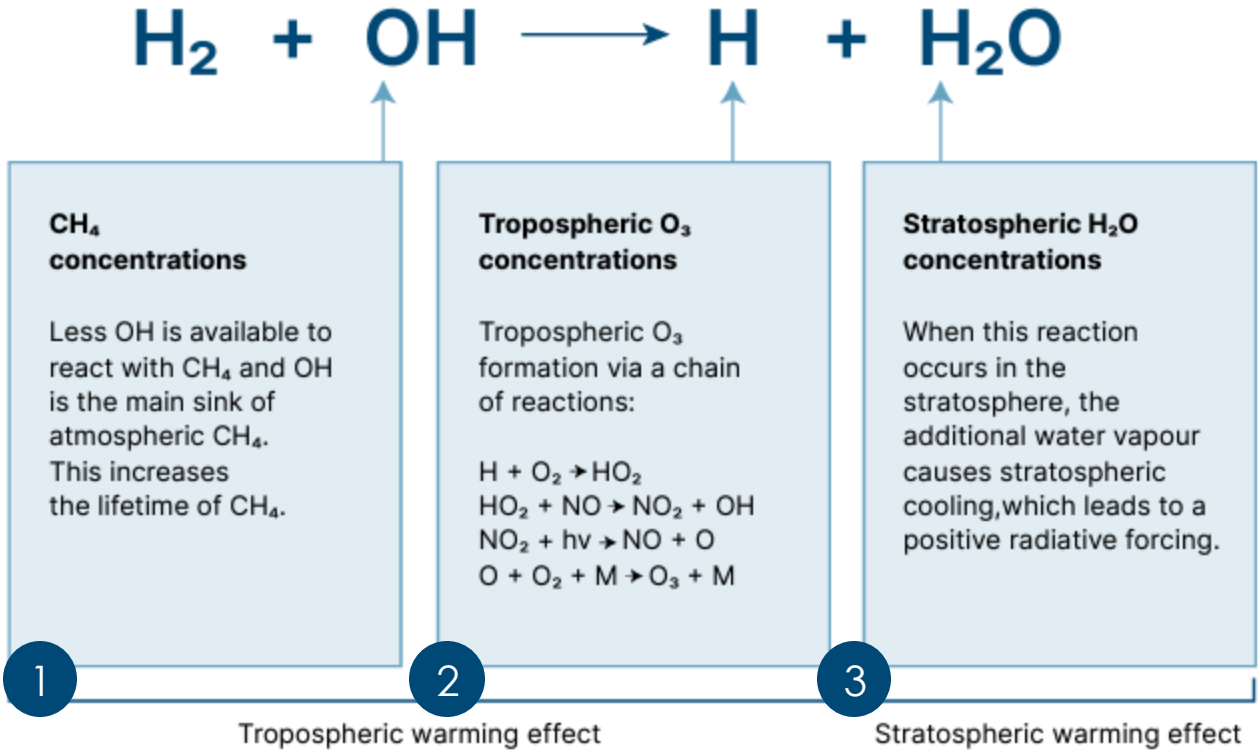 H₂ + OH → H + H₂O
CH₄
concentrations
Less OH is available to
react with CH₄ and OH
is the main sink of
atmospheric CH₄.
This increases
the lifetime of CH₄.
1
Tropospheric O₃
concentrations
Tropospheric O₃
formation via a chain
of reactions:
H + O₂ → HO₂
HO₂ + NO → NO₂ + OH
NO₂ + hv → NO + O
O + O₂ + M → O₃ + M
2
Stratospheric H₂O
concentrations
When this reaction
occurs in the
stratosphere, the
additional water vapour
causes stratospheric
cooling,which leads to a
positive radiative forcing.
3
Tropospheric warming effect
Stratospheric warming effect